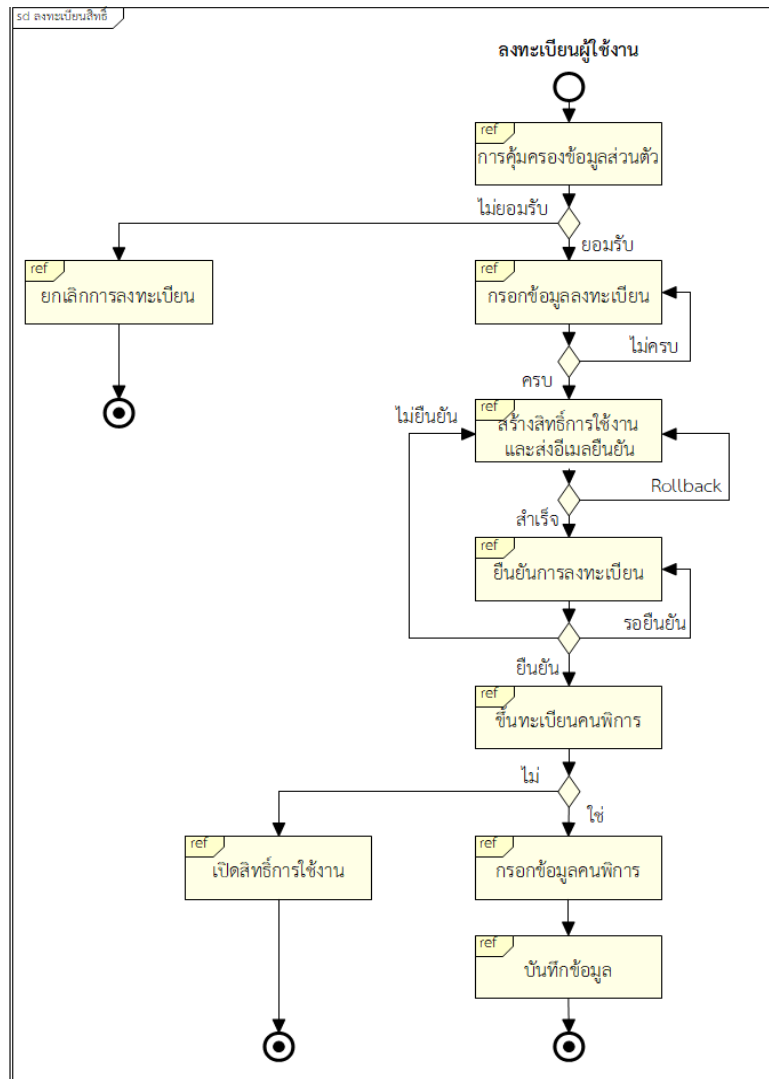 sd ลงทะเบียนสิทธิ์
ลงทะเบียนผู้ใช้งาน
ref
การคุ้มครองข้อมูลส่วนตัว
ไม่ยอมรับ
ยอมรับ
ref
ยกเลิกการลงทะเบียน
ref
กรอกข้อมูลลงทะเบียน
ไม่ครบ
ครบ
ไม่ยืนยัน
ref
สร้างสิทธิ์การใช้งาน
และส่งอีเมลยืนยัน
Rollback
สำเร็จ
ref
ยืนยันการลงทะเบียน
รอยืนยัน
ยืนยัน
ref
ขึ้นทะเบียนคนพิการ
ไม่
ใช่
ref
เปิดสิทธิ์การใช้งาน
ref
กรอกข้อมูลคนพิการ
ref
บันทึกข้อมูล